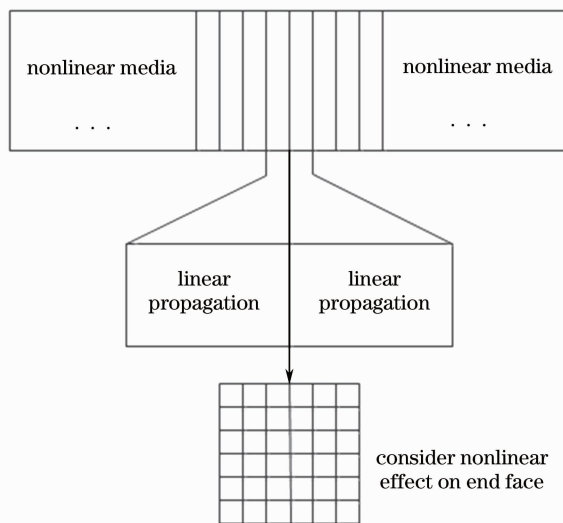 nonlinear media
nonlinear media
. . .
. . .
linear
propagation
linear
propagation
consider nonlinear
effect on end face